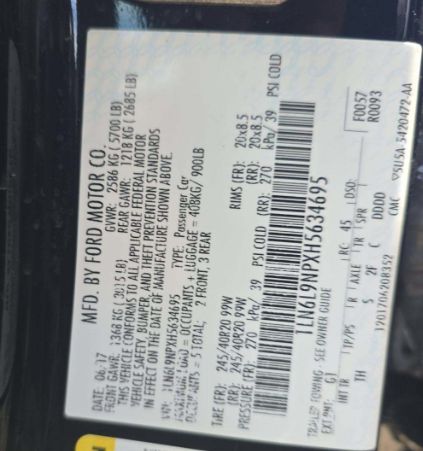 MFD. BY FORD MOTOR CO.
DATE: 06/17 GVWR: 2586 KG ( 5700 LB)
FRONT GAWR: 1368 KG ( 3015 LB) REAR GAWR: 1218 KG ( 2685 LB)
THIS VEHICLE CONFORMS TO ALL APPLICABLE FEDERAL MOTOR
VEHICLE SAFETY, BUMPER, AND THEFT PREVENTION STANDARDS
IN EFFECT ON THE DATE OF MANUFACTURE SHOWN ABOVE.
VIN: 1LN6L9NPXH5634695 TYPE: Passenger Car
MAXIMUM LOAD = OCCUPANTS + LUGGAGE = 408KG/ 900LB
OCCUPANTS = 5 TOTAL: 2 FRONT, 3 REAR
TIRE (FR): 245/40R20 99W RIMS (FR): 20x8.5
(RR): 245/40R20 99W (RR): 20x8.5
PRESSURE (FR): 270 kPa/ 39 PSI COLD (RR): 270 kPa/ 39 PSI COLD
1LN6L9NPXH5634695
TRAILER TOWING - SEE OWNER GUIDE
EXT PNT: G1 RC: 45 DSO: F0057
R0093
INT TR TP/PS R AXLE TR SPR
TH S 2F C DDDD
1201706208352 CMC ▽5U5A-5420472-AA